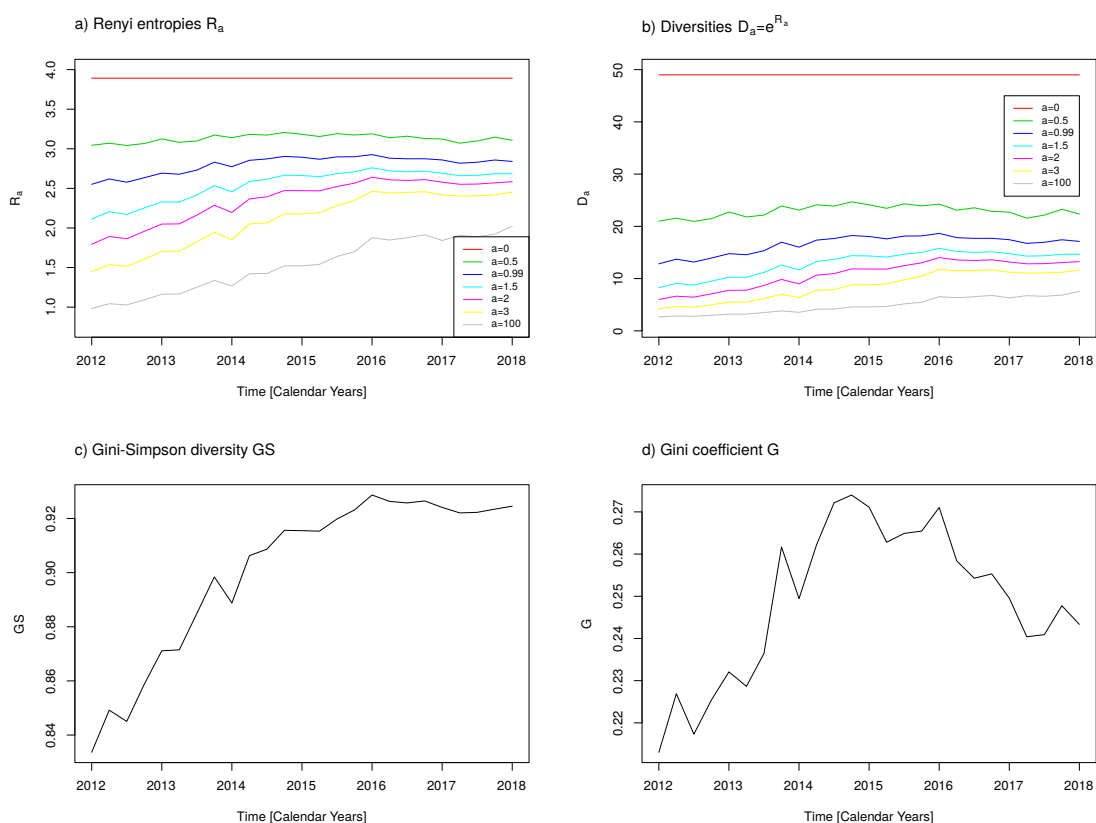 a) Renyi entropies Ra
b) Diversities Da=e^Ra
4.0
3.5
3.0
2.5
2.0
1.5
1.0
Ra
a=0
a=0.5
a=0.99
a=1.5
a=2
a=3
a=100
2012 2013 2014 2015 2016 2017 2018
Time [Calendar Years]
50
40
30
20
10
0
Da
a=0
a=0.5
a=0.99
a=1.5
a=2
a=3
a=100
2012 2013 2014 2015 2016 2017 2018
Time [Calendar Years]
c) Gini-Simpson diversity GS
d) Gini coefficient G
0.92
0.90
0.88
0.86
0.84
GS
2012 2013 2014 2015 2016 2017 2018
Time [Calendar Years]
0.27
0.26
0.25
0.24
0.23
0.22
G
2012 2013 2014 2015 2016 2017 2018
Time [Calendar Years]